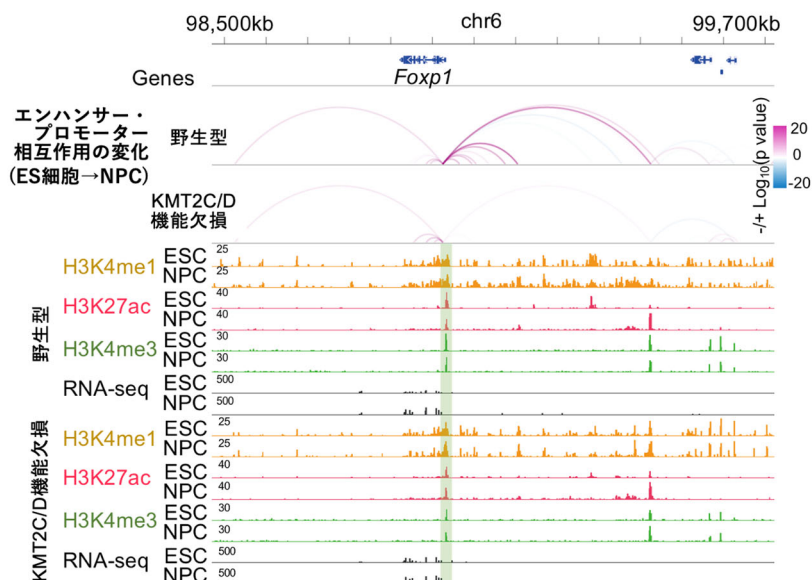 98,500kb chr6 99,700kb
Genes Foxp1
エンハンサー・
プロモーター
相互作用の変化
(ES細胞→NPC)
野生型
KMT2C/D
機能欠損
-/+ Log10(p value)
20
0
-20
野生型
H3K4me1 ESC 25
NPC 25
H3K27ac ESC 40
NPC 40
H3K4me3 ESC 30
NPC 30
RNA-seq ESC 500
NPC 500
KMT2C/D機能欠損
H3K4me1 ESC 25
NPC 25
H3K27ac ESC 40
NPC 40
H3K4me3 ESC 30
NPC 30
RNA-seq ESC 500
NPC 500